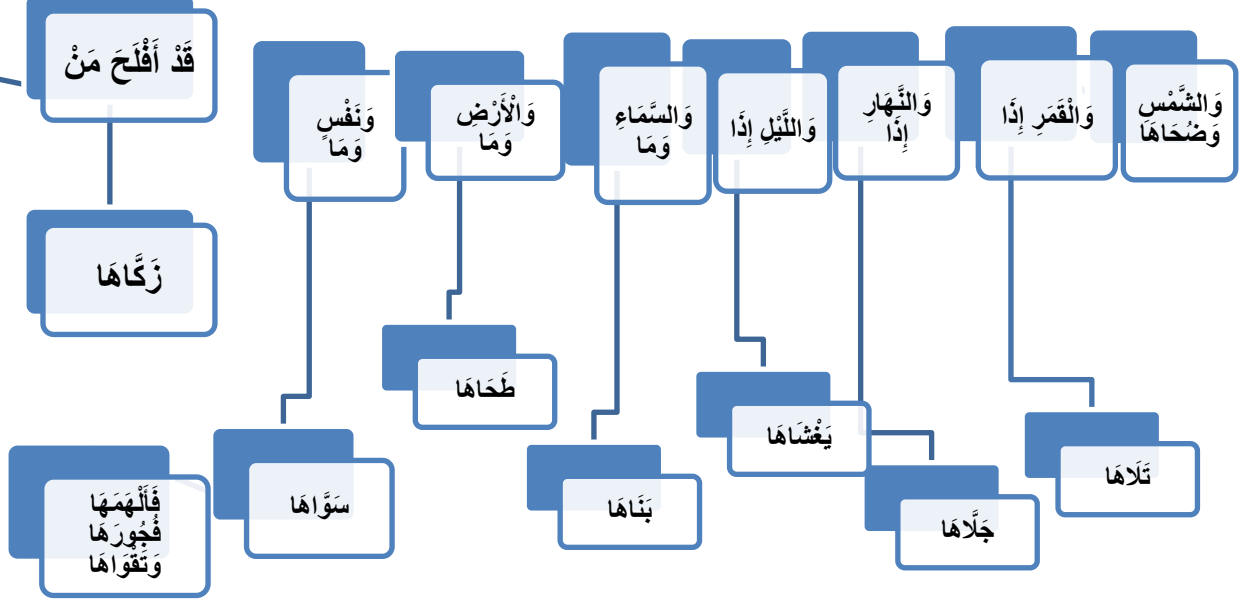 وَالشَّمْسِ
وَضُحَاهَا
وَالْقَمَرِ إِذَا
تَلَاهَا
وَالنَّهَارِ
إِذَا
جَلَّاهَا
وَاللَّيْلِ إِذَا
يَغْشَاهَا
وَالسَّمَاءِ
وَمَا
بَنَاهَا
وَالْأَرْضِ
وَمَا
طَحَاهَا
وَنَفْسٍ
وَمَا
سَوَّاهَا
فَأَلْهَمَهَا
فُجُورَهَا
وَتَقْوَاهَا
قَدْ أَفْلَحَ مَنْ
زَكَّاهَا